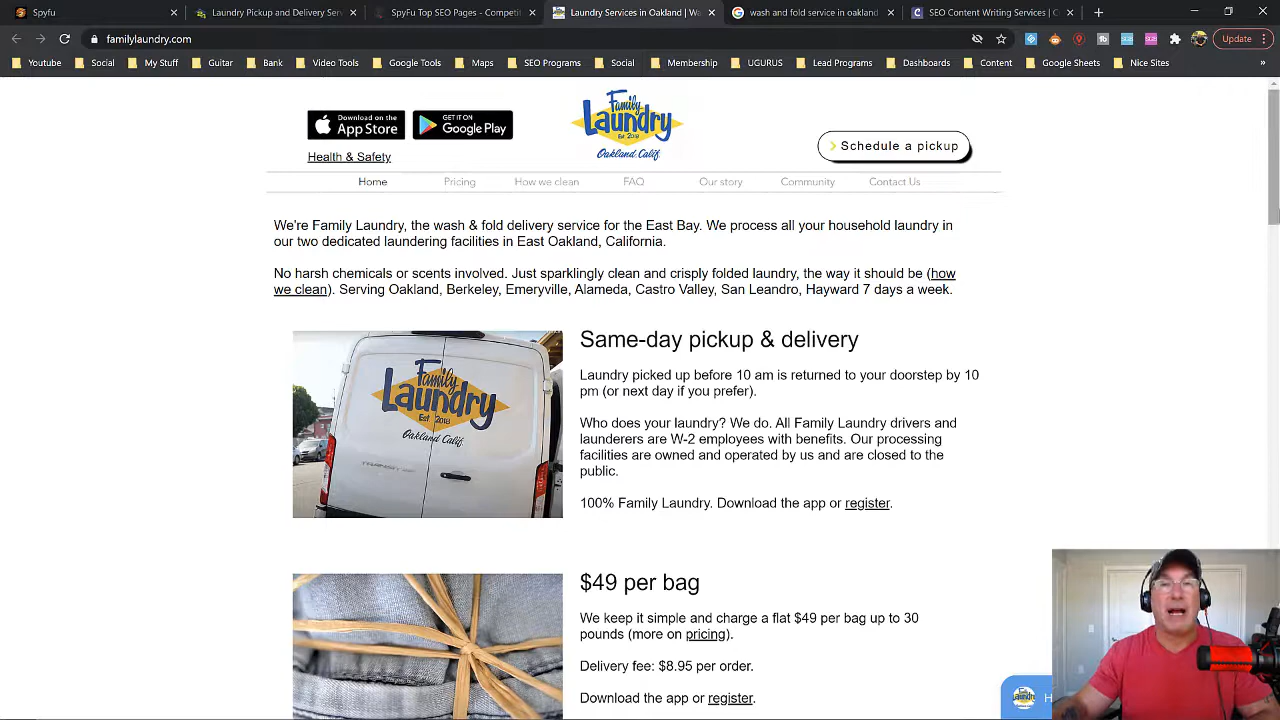 Spyfu
Laundry Pickup and Delivery Serv
SpyFu Top SEO Pages - Competit
Laundry Services in Oakland | Wa
wash and fold service in oakland
SEO Content Writing Services | C
familylaundry.com
Update
Youtube
Social
My Stuff
Guitar
Bank
Video Tools
Google Tools
Maps
SEO Programs
Social
Membership
UGURUS
Lead Programs
Dashboards
Content
Google Sheets
Nice Sites
»
Download on the
App Store
GET IT ON
Google Play
Family
Laundry
Est 2018
Oakland Calif.
Health & Safety
Schedule a pickup
Home
Pricing
How we clean
FAQ
Our story
Community
Contact Us
We're Family Laundry, the wash & fold delivery service for the East Bay. We process all your household laundry in
our two dedicated laundering facilities in East Oakland, California.
No harsh chemicals or scents involved. Just sparklingly clean and crisply folded laundry, the way it should be (how
we clean). Serving Oakland, Berkeley, Emeryville, Alameda, Castro Valley, San Leandro, Hayward 7 days a week.
Family
Laundry
Est 2018
Oakland Calif.
TRANSIT
Same-day pickup & delivery
Laundry picked up before 10 am is returned to your doorstep by 10
pm (or next day if you prefer).
Who does your laundry? We do. All Family Laundry drivers and
launderers are W-2 employees with benefits. Our processing
facilities are owned and operated by us and are closed to the
public.
100% Family Laundry. Download the app or register.
$49 per bag
We keep it simple and charge a flat $49 per bag up to 30
pounds (more on pricing).
Delivery fee: $8.95 per order.
Download the app or register.
Family
Laundry
H